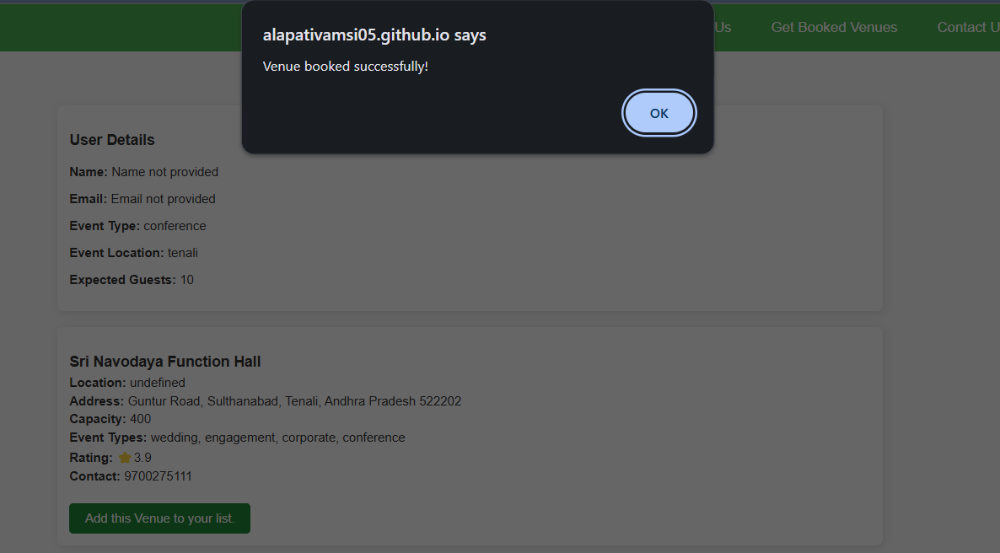 alapativamsi05.github.io says
Venue booked successfully!
OK
Us Get Booked Venues Contact U
User Details
Name: Name not provided
Email: Email not provided
Event Type: conference
Event Location: tenali
Expected Guests: 10
Sri Navodaya Function Hall
Location: undefined
Address: Guntur Road, Sulthanabad, Tenali, Andhra Pradesh 522202
Capacity: 400
Event Types: wedding, engagement, corporate, conference
Rating: ⭐3.9
Contact: 9700275111
Add this Venue to your list.